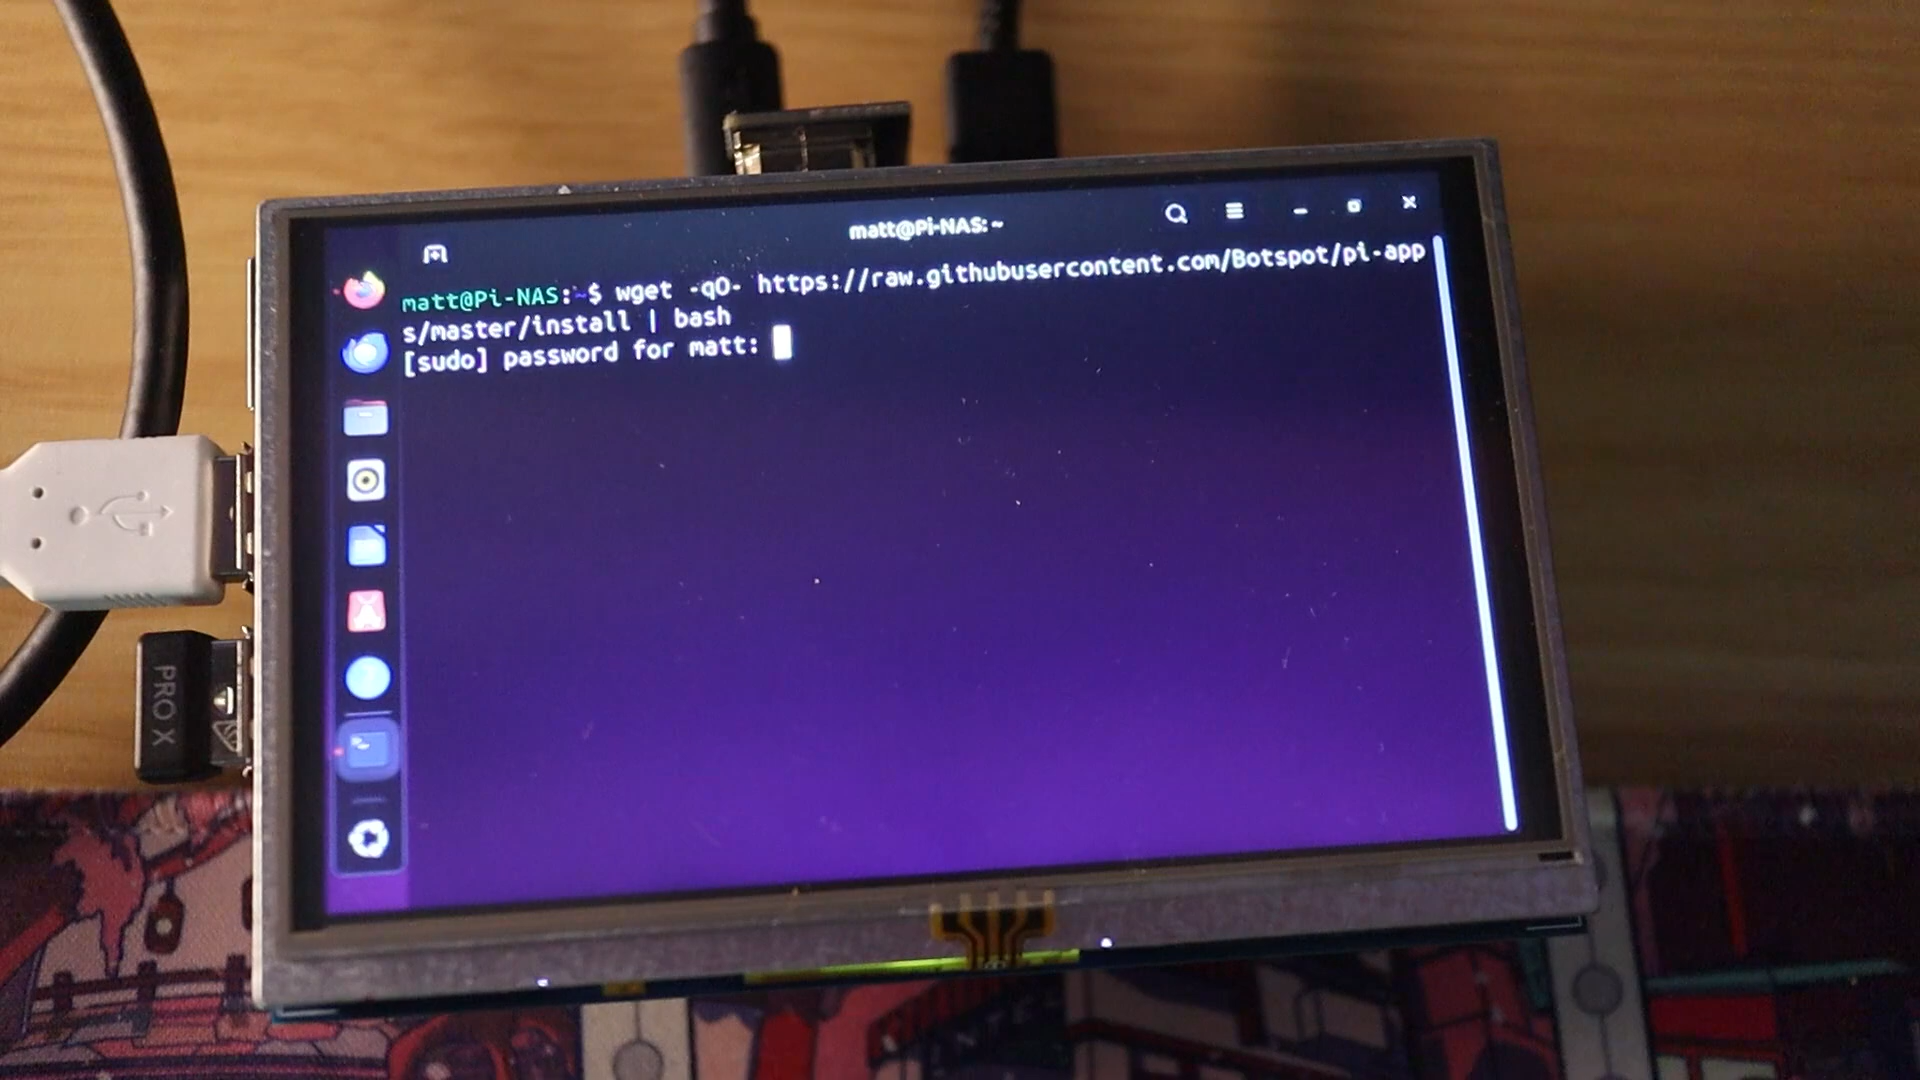 matt@Pi-NAS: ~
matt@Pi-NAS:~$ wget -qO- https://raw.githubusercontent.com/Botspot/pi-app
s/master/install | bash
[sudo] password for matt:
PRO X